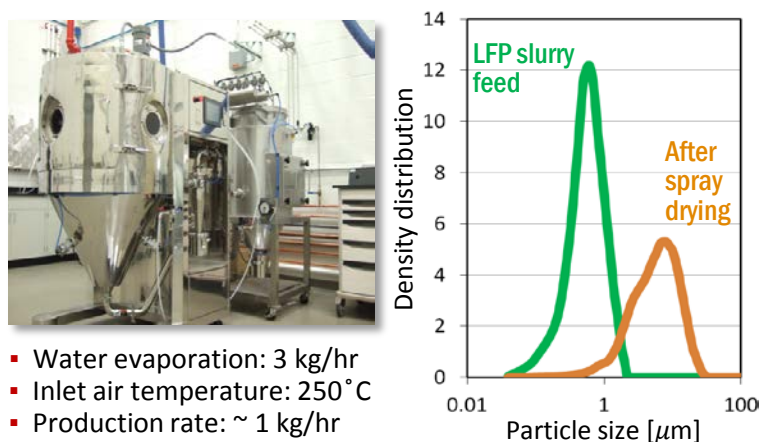 ▪ Water evaporation: 3 kg/hr
▪ Inlet air temperature: 250˚C
▪ Production rate: ~ 1 kg/hr
14
12
10
8
6
4
2
0
Density distribution
LFP slurry
feed
After
spray
drying
0.01
1
100
Particle size [𝜇m]